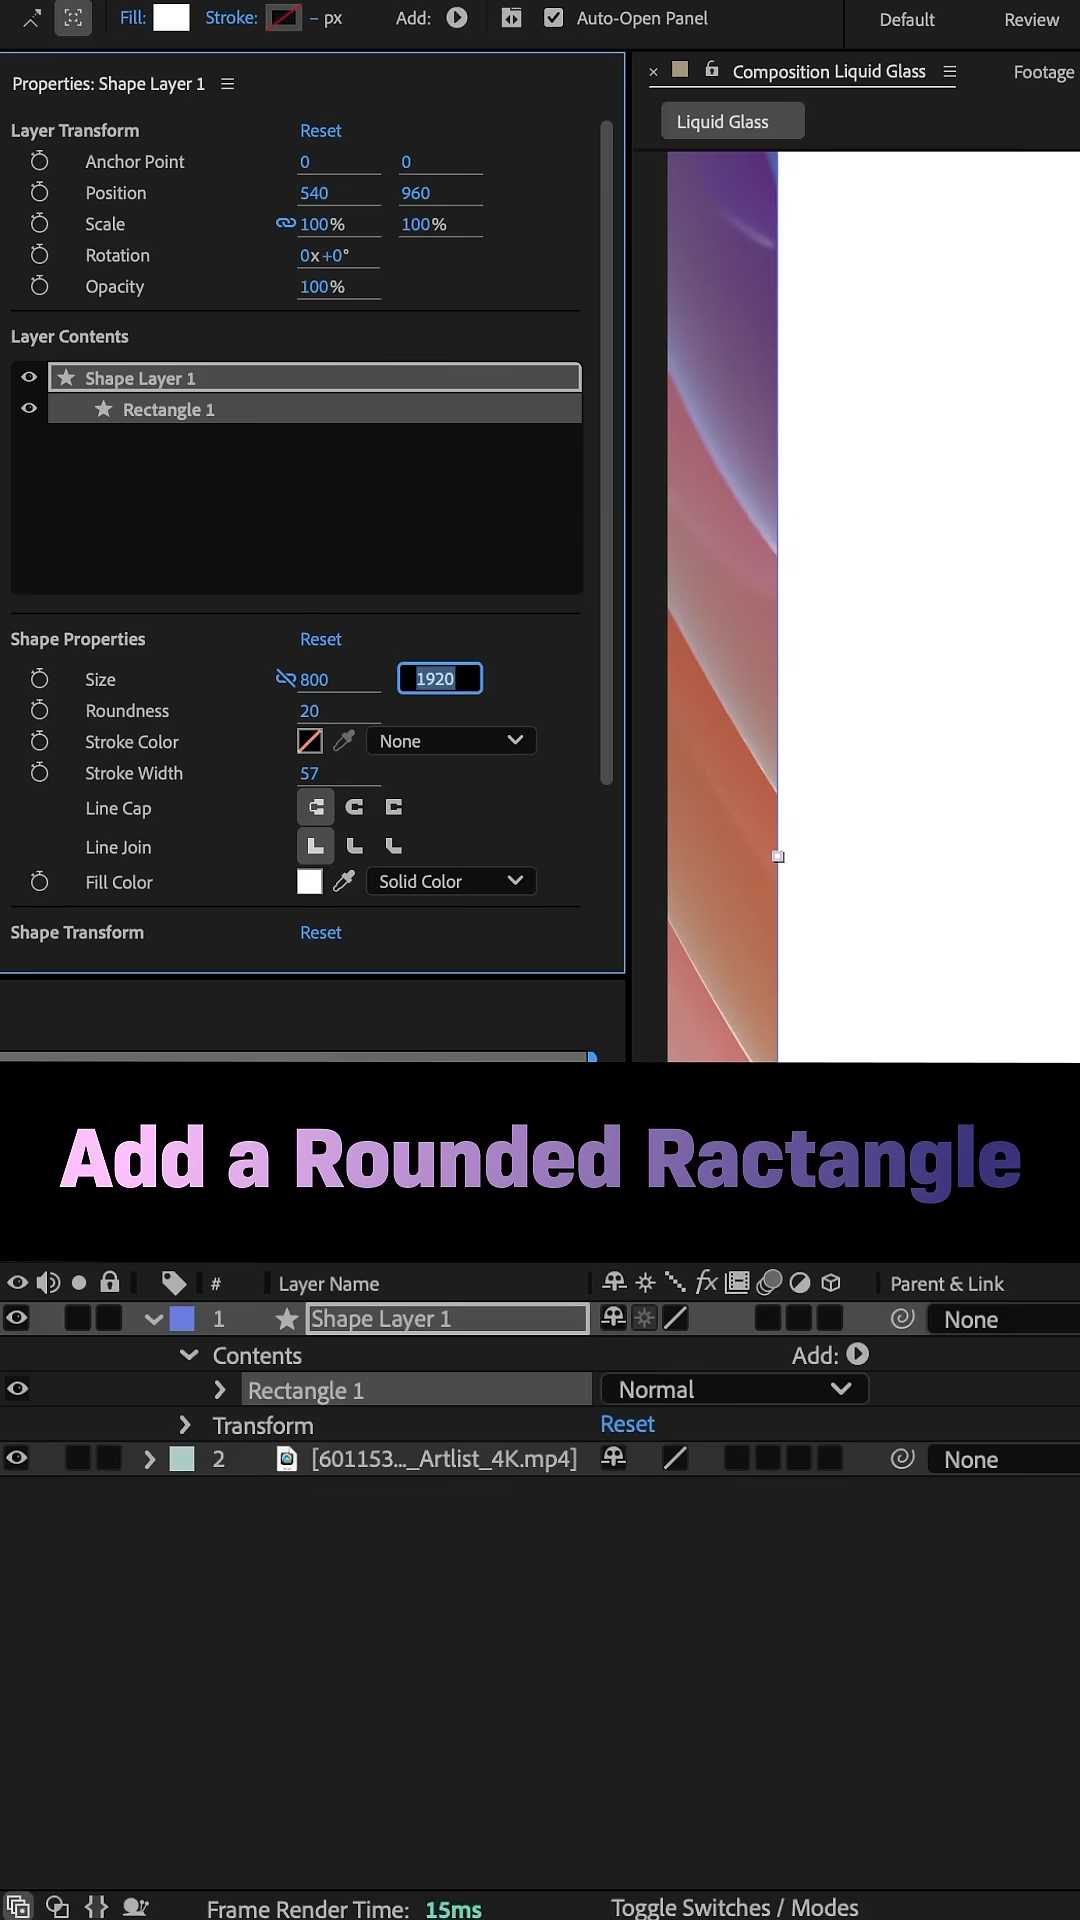 Fill: Stroke: – px Add: Auto-Open Panel Default Review
Properties: Shape Layer 1
× Composition Liquid Glass Footage
Liquid Glass
Layer Transform Reset
Anchor Point 0 0
Position 540 960
Scale 100% 100%
Rotation 0x+0°
Opacity 100%
Layer Contents
Shape Layer 1
Rectangle 1
Shape Properties Reset
Size 800 1920
Roundness 20
Stroke Color None
Stroke Width 57
Line Cap
Line Join
Fill Color Solid Color
Shape Transform Reset
Add a Rounded Ractangle
# Layer Name fx Parent & Link
1 Shape Layer 1 None
Contents Add:
Rectangle 1 Normal
Transform Reset
2 [601153..._Artlist_4K.mp4] None
Frame Render Time: 15ms Toggle Switches / Modes